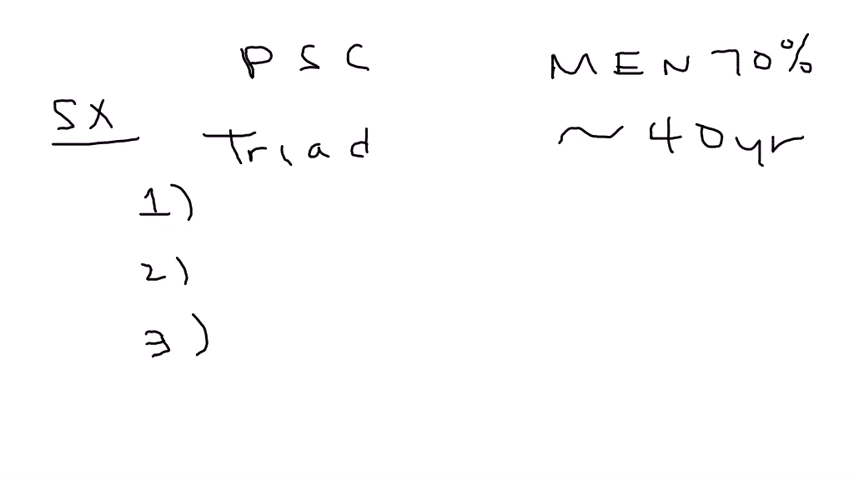 PSC
MEN 70%
SX
Triad
~ 40yr
1)
2)
3)